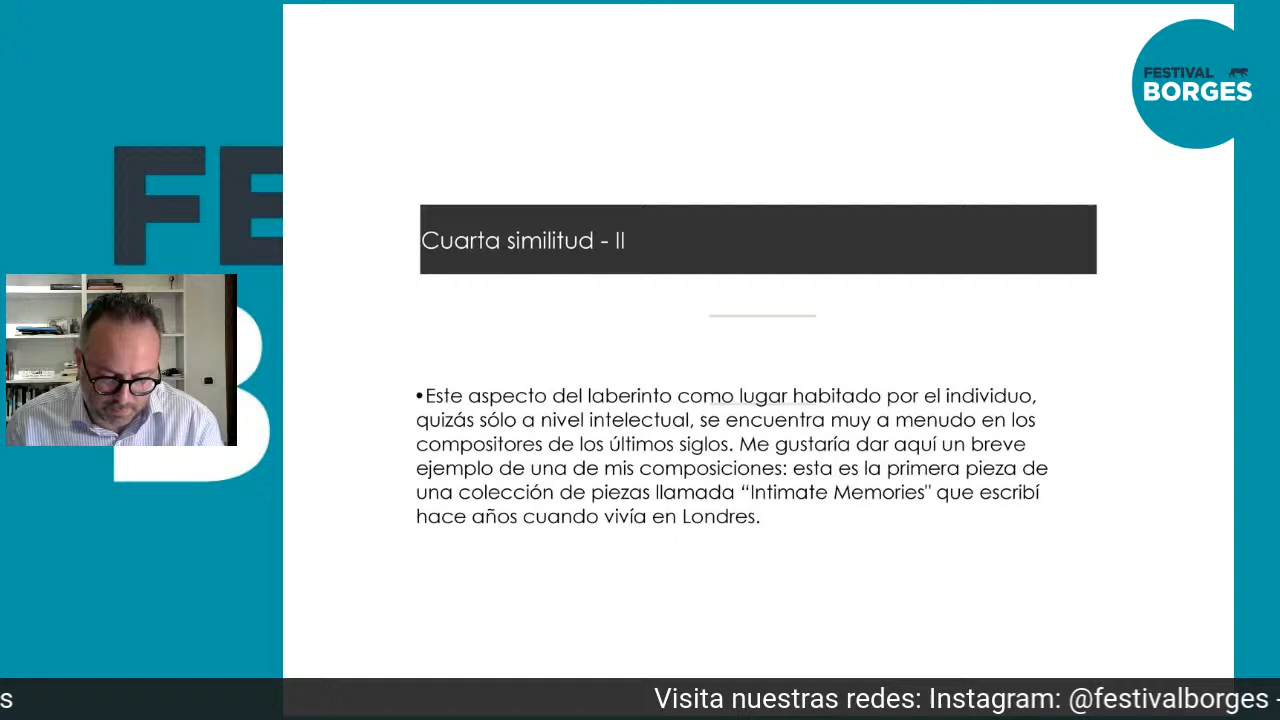 FESTIVAL
BORGES
FE
B
Cuarta similitud - II
•Este aspecto del laberinto como lugar habitado por el individuo,
quizás sólo a nivel intelectual, se encuentra muy a menudo en los
compositores de los últimos siglos. Me gustaría dar aquí un breve
ejemplo de una de mis composiciones: esta es la primera pieza de
una colección de piezas llamada “Intimate Memories" que escribí
hace años cuando vivía en Londres.
s
Visita nuestras redes: Instagram: @festivalborges -